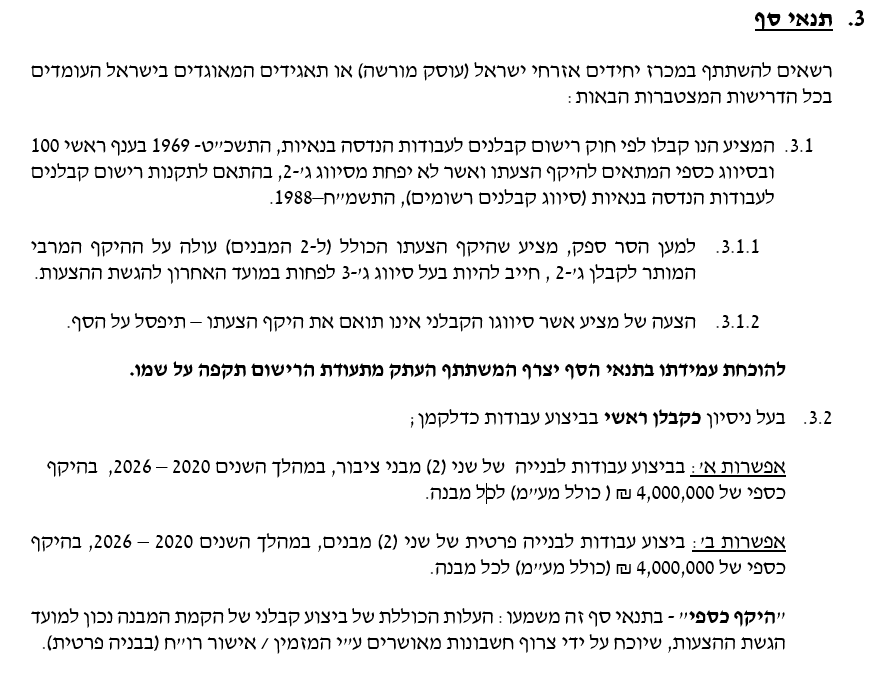 3. תנאי סף
רשאים להשתתף במכרז יחידים אזרחי ישראל (עוסק מורשה) או תאגידים המאוגדים בישראל העומדים
בכל הדרישות המצטברות הבאות:
3.1. המציע הנו קבלו לפי חוק רישום קבלנים לעבודות הנדסה בנאיות, התשכ״ט- 1969 בענף ראשי 100
ובסיווג כספי המתאים להיקף הצעתו ואשר לא יפחת מסיווג ג׳-2, בהתאם לתקנות רישום קבלנים
לעבודות הנדסה בנאיות (סיווג קבלנים רשומים), התשמ״ח–1988.
3.1.1. למען הסר ספק, מציע שהיקף הצעתו הכולל (ל-2 המבנים) עולה על ההיקף המרבי
המותר לקבלן ג׳-2 , חייב להיות בעל סיווג ג׳-3 לפחות במועד האחרון להגשת ההצעות.
3.1.2. הצעה של מציע אשר סיווגו הקבלני אינו תואם את היקף הצעתו – תיפסל על הסף.
להוכחת עמידתו בתנאי הסף יצרף המשתתף העתק מתעודת הרישום תקפה על שמו.
3.2. בעל ניסיון כקבלן ראשי בביצוע עבודות כדלקמן;
אפשרות א׳: בביצוע עבודות לבנייה של שני (2) מבני ציבור, במהלך השנים 2020 – 2026, בהיקף
כספי של 4,000,000 ₪ ( כולל מע״מ) לכל מבנה.
אפשרות ב׳: ביצוע עבודות לבנייה פרטית של שני (2) מבנים, במהלך השנים 2020 – 2026, בהיקף
כספי של 4,000,000 ₪ (כולל מע״מ) לכל מבנה.
״היקף כספי״ - בתנאי סף זה משמעו: העלות הכוללת של ביצוע קבלני של הקמת המבנה נכון למועד
הגשת ההצעות, שיוכח על ידי צרוף חשבונות מאושרים ע״י המזמין / אישור רו״ח (בבניה פרטית).